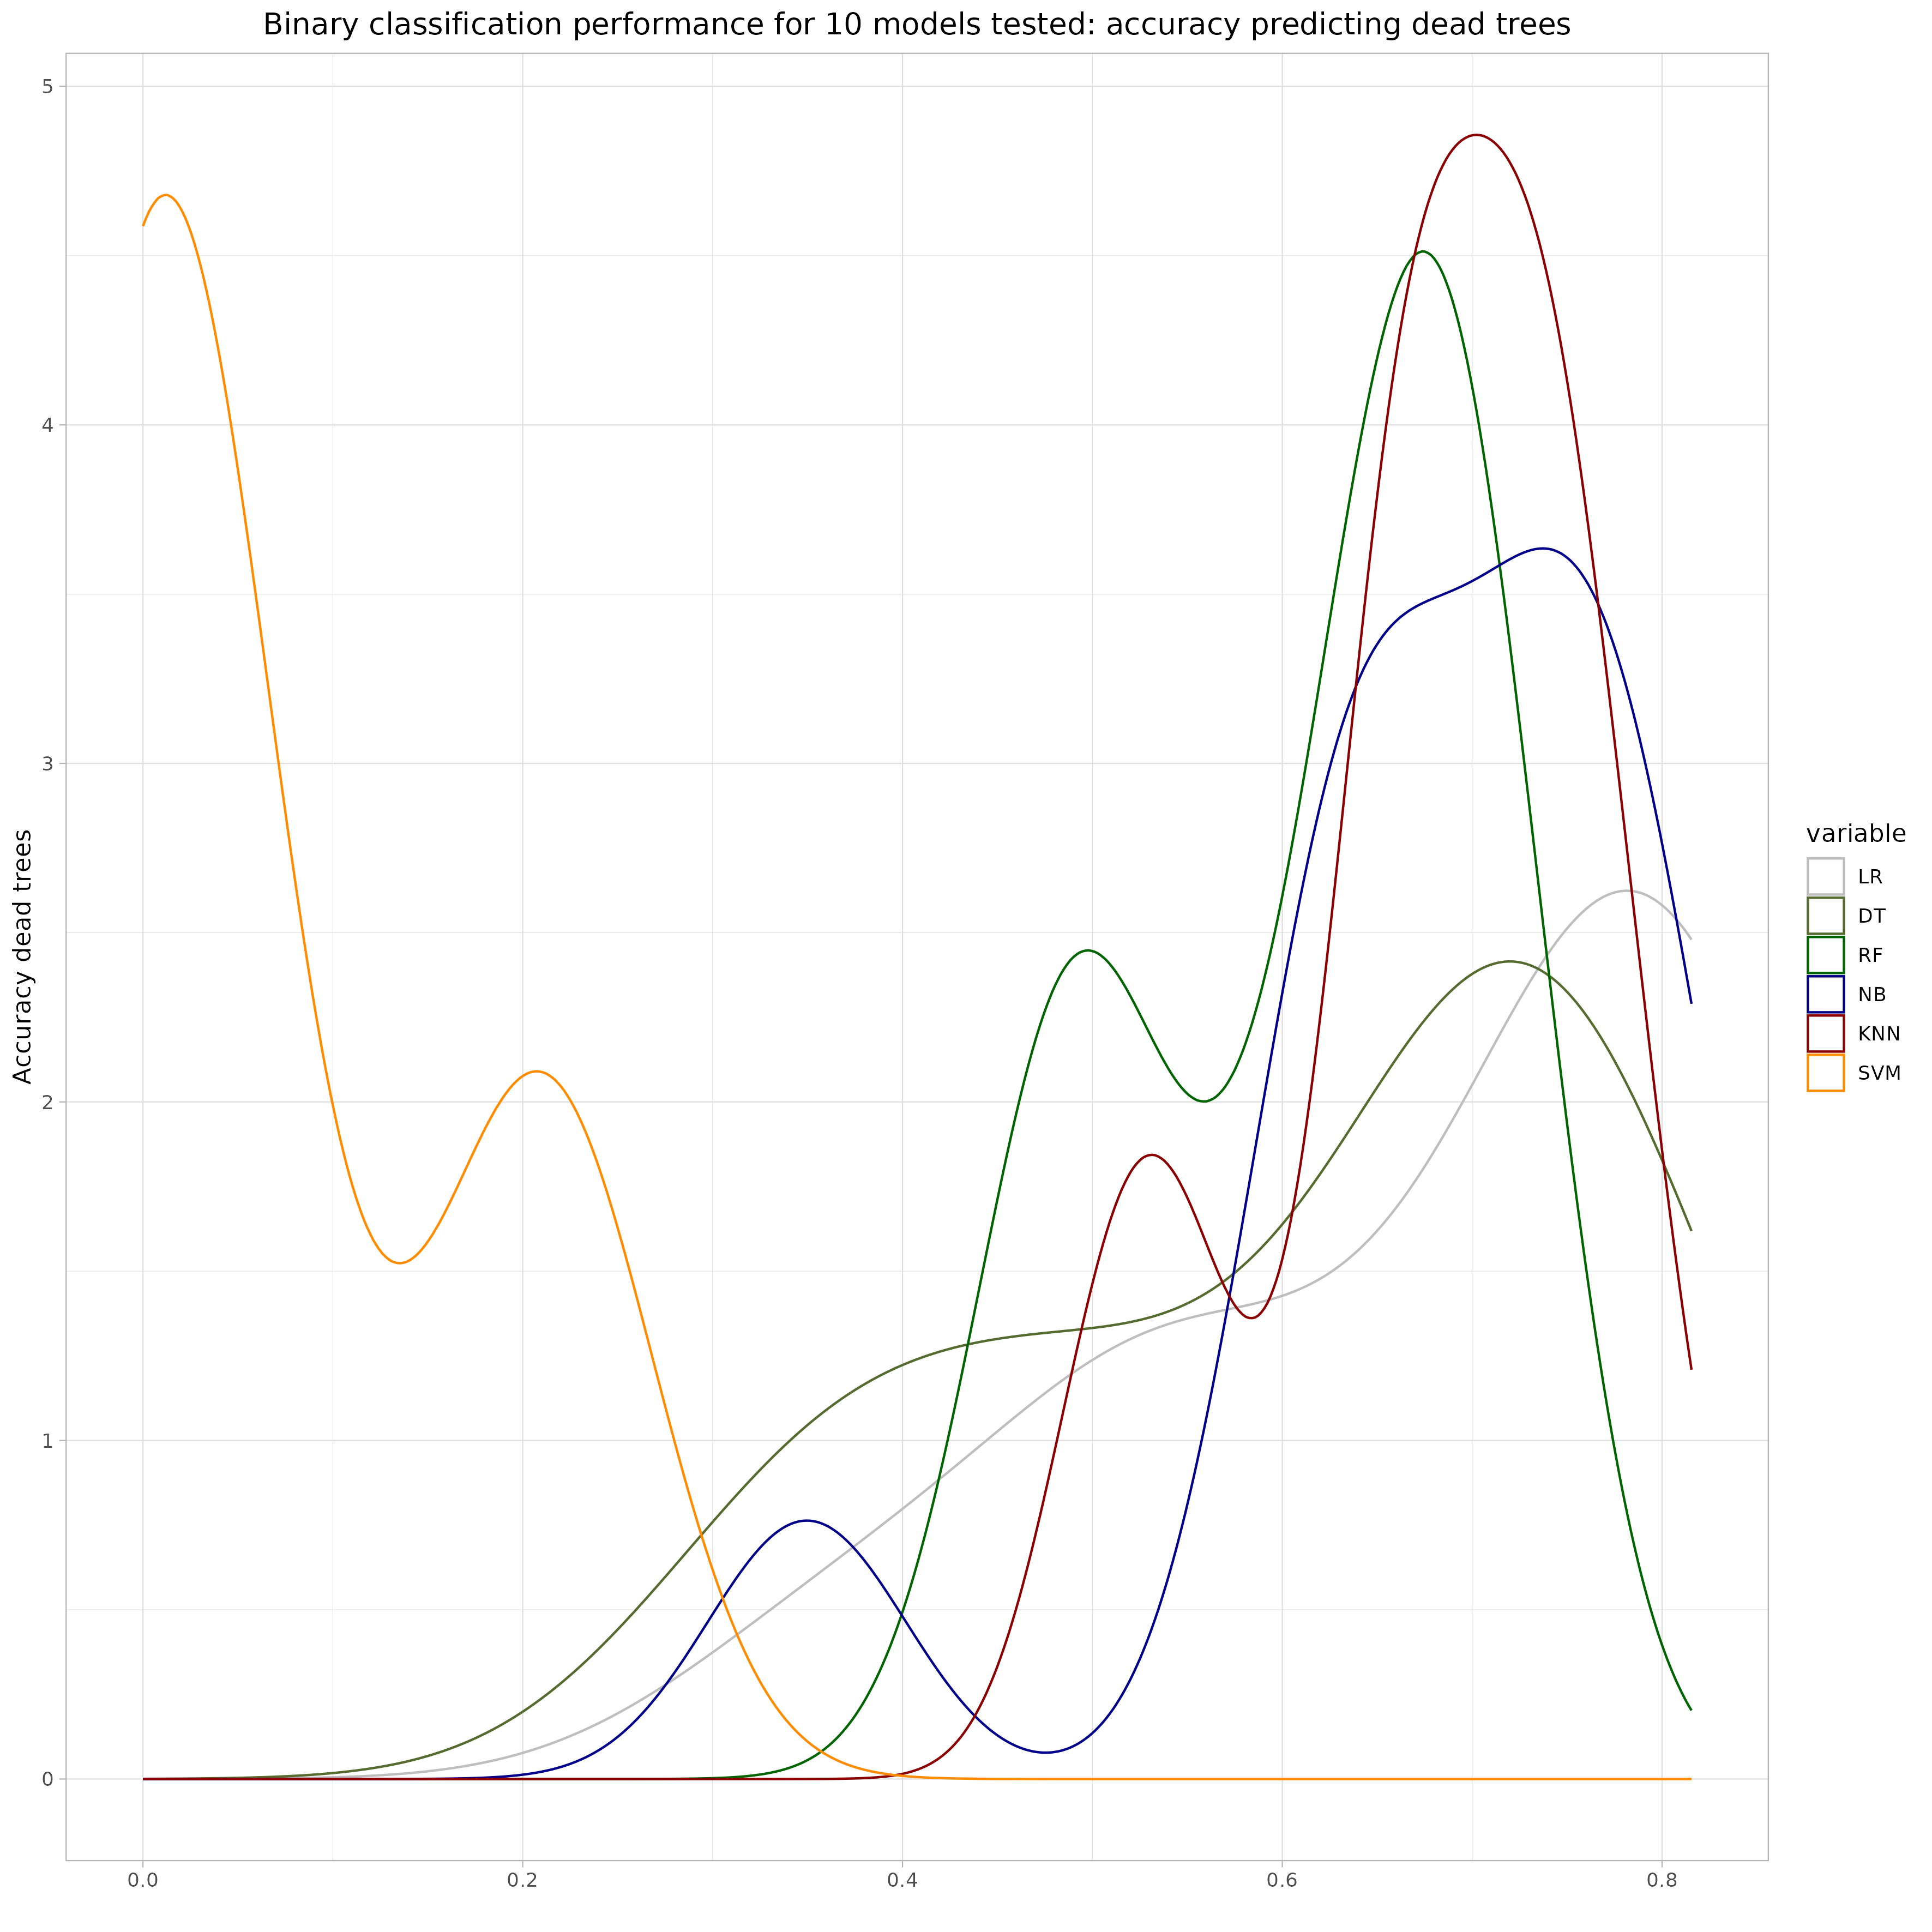 Binary classification performance for 10 models tested: accuracy predicting dead trees
5
4
3
2
1
0
Accuracy dead trees
0.0 0.2 0.4 0.6 0.8
variable
LR
DT
RF
NB
KNN
SVM